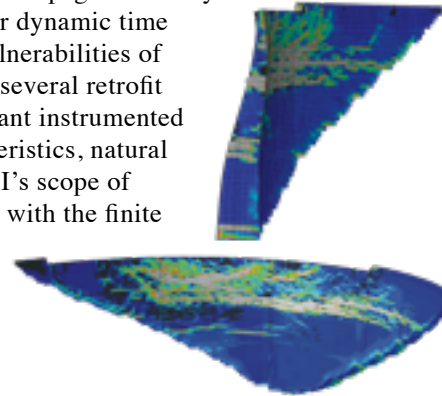 r dynamic time
lnerabilities of
several retrofit
ant instrumented
eristics, natural
I's scope of
with the finite